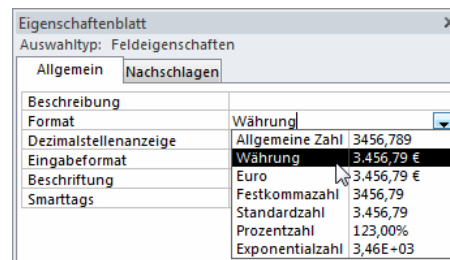 Eigenschaftenblatt
Auswahltyp: Feldeigenschaften
Allgemein Nachschlagen
Beschreibung
Format Währung
Dezimalstellenanzeige Allgemeine Zahl 3456,789
Eingabeformat Währung 3.456,79 €
Beschriftung Euro 3.456,79 €
Smarttags Festkommazahl 3456,79
Standardzahl 3.456,79
Prozentzahl 123,00%
Exponentialzahl 3,46E+03